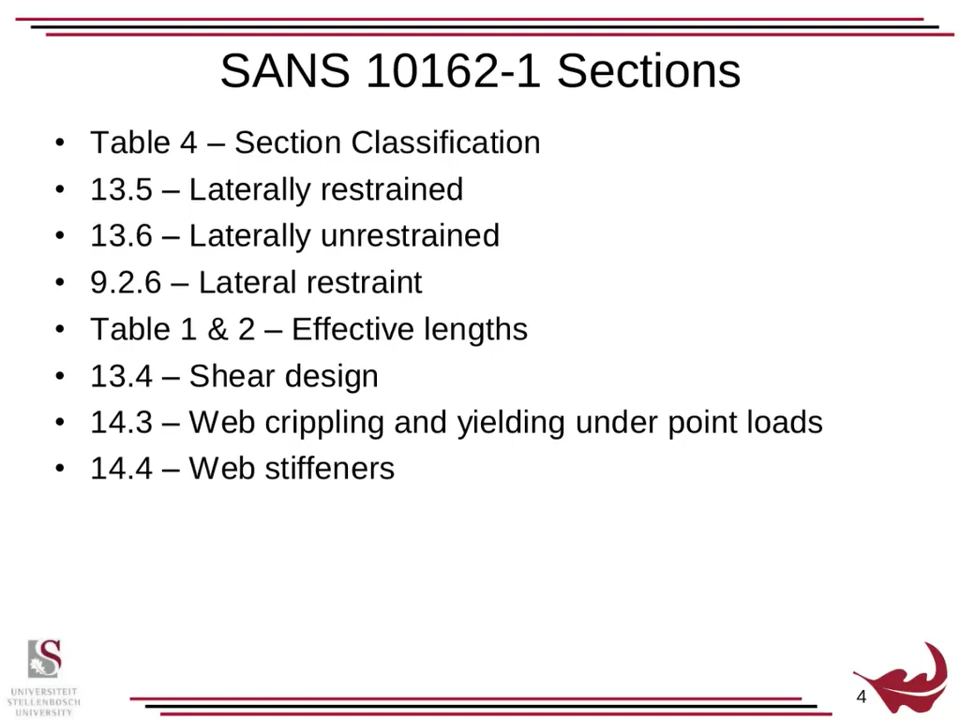 SANS 10162-1 Sections
• Table 4 – Section Classification
• 13.5 – Laterally restrained
• 13.6 – Laterally unrestrained
• 9.2.6 – Lateral restraint
• Table 1 & 2 – Effective lengths
• 13.4 – Shear design
• 14.3 – Web crippling and yielding under point loads
• 14.4 – Web stiffeners
S
UNIVERSITEIT
STELLENBOSCH
UNIVERSITY
4